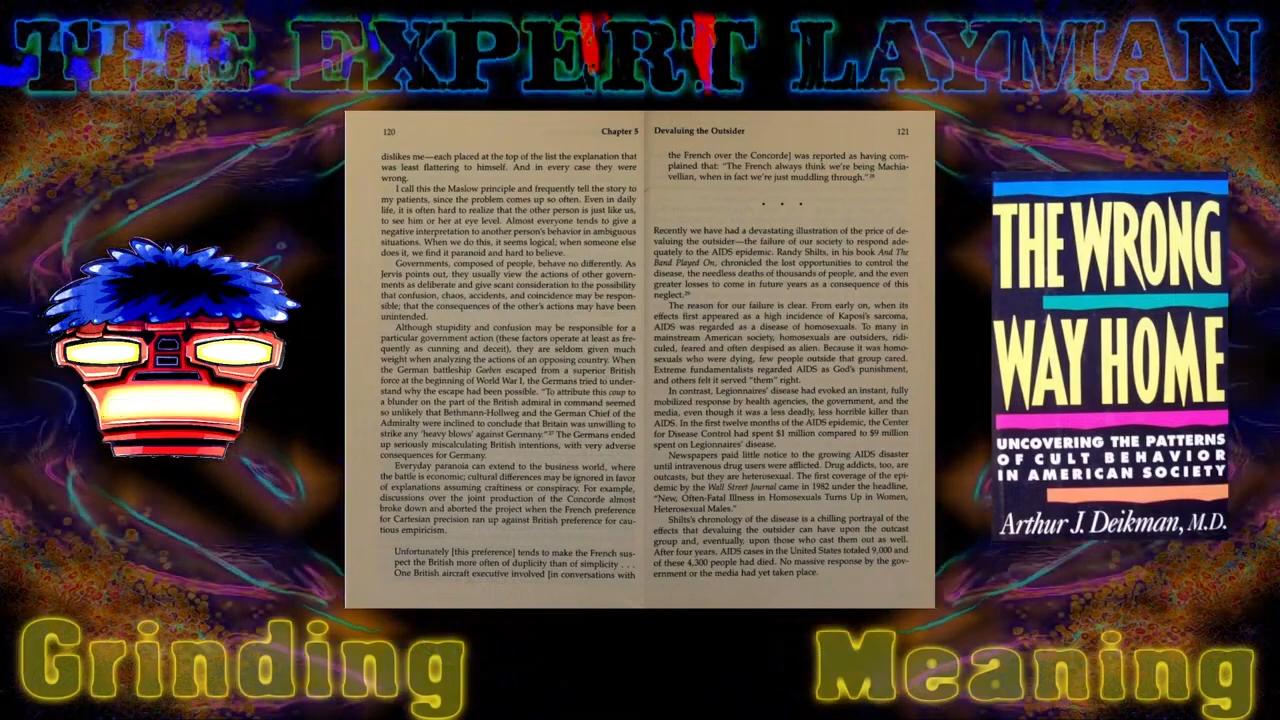 THE EXPERT LAYMAN
120
Chapter 5
dislikes me—each placed at the top of the list the explanation that
was least flattering to himself. And in every case they were
wrong.
I call this the Maslow principle and frequently tell the story to
my patients, since the problem comes up so often. Even in daily
life, it is often hard to realize that the other person is just like us,
to see him or her at eye level. Almost everyone tends to give a
negative interpretation to another person's behavior in ambiguous
situations. When we do this, it seems logical; when someone else
does it, we find it paranoid and hard to believe.
Governments, composed of people, behave no differently. As
Jervis points out, they usually view the actions of other govern-
ments as deliberate and give scant consideration to the possibility
that confusion, chaos, accidents, and coincidence may be respon-
sible; that the consequences of the other's actions may have been
unintended.
Although stupidity and confusion may be responsible for a
particular government action (these factors operate at least as fre-
quently as cunning and deceit), they are seldom given much
weight when analyzing the actions of an opposing country. When
the German battleship Goeben escaped from a superior British
force at the beginning of World War I, the Germans tried to under-
stand why the escape had been possible. "To attribute this coup to
a blunder on the part of the British admiral in command seemed
so unlikely that Bethmann-Hollweg and the German Chief of the
Admiralty were inclined to conclude that Britain was unwilling to
strike any 'heavy blows' against Germany."27 The Germans ended
up seriously miscalculating British intentions, with very adverse
consequences for Germany.
Everyday paranoia can extend to the business world, where
the battle is economic; cultural differences may be ignored in favor
of explanations assuming craftiness or conspiracy. For example,
discussions over the joint production of the Concorde almost
broke down and aborted the project when the French preference
for Cartesian precision ran up against British preference for cau-
tious empiricism.
Unfortunately [this preference] tends to make the French sus-
pect the British more often of duplicity than of simplicity . . .
One British aircraft executive involved [in conversations with
Devaluing the Outsider
121
the French over the Concorde] was reported as having com-
plained that: "The French always think we're being Machia-
vellian, when in fact we're just muddling through."28
• • •
Recently we have had a devastating illustration of the price of de-
valuing the outsider—the failure of our society to respond ade-
quately to the AIDS epidemic. Randy Shilts, in his book And The
Band Played On, chronicled the lost opportunities to control the
disease, the needless deaths of thousands of people, and the even
greater losses to come in future years as a consequence of this
neglect.29
The reason for our failure is clear. From early on, when its
effects first appeared as a high incidence of Kaposi's sarcoma,
AIDS was regarded as a disease of homosexuals. To many in
mainstream American society, homosexuals are outsiders, ridi-
culed, feared and often despised as alien. Because it was homo-
sexuals who were dying, few people outside that group cared.
Extreme fundamentalists regarded AIDS as God's punishment,
and others felt it served "them" right.
In contrast, Legionnaires' disease had evoked an instant, fully
mobilized response by health agencies, the government, and the
media, even though it was a less deadly, less horrible killer than
AIDS. In the first twelve months of the AIDS epidemic, the Center
for Disease Control had spent $1 million compared to $9 million
spent on Legionnaires' disease.
Newspapers paid little notice to the growing AIDS disaster
until intravenous drug users were afflicted. Drug addicts, too, are
outcasts, but they are heterosexual. The first coverage of the epi-
demic by the Wall Street Journal came in 1982 under the headline,
"New, Often-Fatal Illness in Homosexuals Turns Up in Women,
Heterosexual Males."
Shilts's chronology of the disease is a chilling portrayal of the
effects that devaluing the outsider can have upon the outcast
group and, eventually, upon those who cast them out as well.
After four years, AIDS cases in the United States totaled 9,000 and
of these 4,300 people had died. No massive response by the gov-
ernment or the media had yet taken place.
THE WRONG
WAY HOME
UNCOVERING THE PATTERNS
OF CULT BEHAVIOR
IN AMERICAN SOCIETY
Arthur J. Deikman, M.D.
Grinding
Meaning